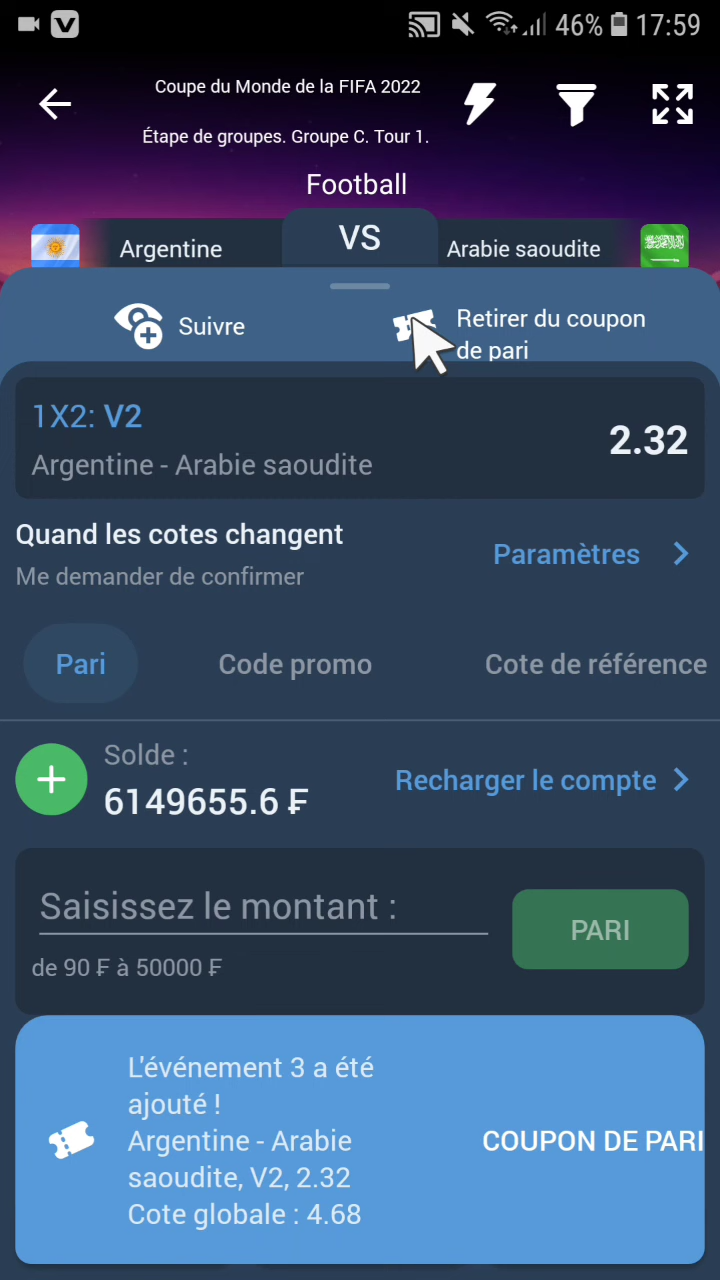 46% 17:59
Coupe du Monde de la FIFA 2022
Étape de groupes. Groupe C. Tour 1.
Football
Argentine
VS
Arabie saoudite
Suivre
Retirer du coupon
de pari
1X2: V2
2.32
Argentine - Arabie saoudite
Quand les cotes changent
Me demander de confirmer
Paramètres
Pari
Code promo
Cote de référence
Solde :
6149655.6 ₣
Recharger le compte
Saisissez le montant :
PARI
de 90 ₣ à 50000 ₣
L'événement 3 a été
ajouté !
Argentine - Arabie
saoudite, V2, 2.32
Cote globale : 4.68
COUPON DE PARI